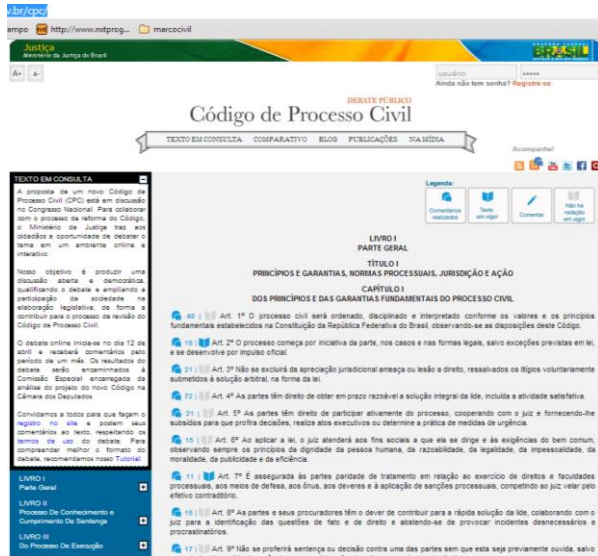 v.br/cpc/
ampo http://www.nxtprog... marcocivil
Justiça
Ministério da Justiça do Brasil
BRASIL
A+ A-
usuário
Ainda não tem senha? Registre-se
DEBATE PÚBLICO
Código de Processo Civil
TEXTO EM CONSULTA COMPARATIVO BLOG PUBLICAÇÕES NA MÍDIA
Acompanhe!
TEXTO EM CONSULTA
A proposta de um novo Código de
Processo Civil (CPC) está em discussão
no Congresso Nacional. Para colaborar
com o processo de reforma do Código,
o Ministério da Justiça traz aos
cidadãos a oportunidade de debater o
tema em um ambiente online e
interativo.
Nosso objetivo é produzir uma
discussão aberta e democrática,
qualificando o debate e ampliando a
participação da sociedade na
elaboração legislativa, de forma a
contribuir para o processo de revisão do
Código de Processo Civil.
O debate online inicia-se no dia 12 de
abril e receberá comentários pelo
período de um mês. Os resultados do
debate serão encaminhados à
Comissão Especial encarregada da
análise do projeto do novo Código na
Câmara dos Deputados.
Convidamos a todos para que façam o
registro no site e postem seus
comentários ao texto, respeitando os
termos de uso do debate. Para
compreender melhor o formato do
debate, recomendamos nosso Tutorial.
LIVRO I
Parte Geral
LIVRO II
Processo De Conhecimento e
Cumprimento De Sentença
LIVRO III
Do Processo De Execução
Legenda:
Comentários
realizados
Texto
em vigor
Comentar
Não há
redação
em vigor
LIVRO I
PARTE GERAL
TÍTULO I
PRINCÍPIOS E GARANTIAS, NORMAS PROCESSUAIS, JURISDIÇÃO E AÇÃO
CAPÍTULO I
DOS PRINCÍPIOS E DAS GARANTIAS FUNDAMENTAIS DO PROCESSO CIVIL
48 | Art. 1º O processo civil será ordenado, disciplinado e interpretado conforme os valores e os princípios
fundamentais estabelecidos na Constituição da República Federativa do Brasil, observando-se as disposições deste Código.
18 | Art. 2º O processo começa por iniciativa da parte, nos casos e nas formas legais, salvo exceções previstas em lei,
e se desenvolve por impulso oficial.
21 | Art. 3º Não se excluirá da apreciação jurisdicional ameaça ou lesão a direito, ressalvados os litígios voluntariamente
submetidos à solução arbitral, na forma da lei.
72 | Art. 4º As partes têm direito de obter em prazo razoável a solução integral da lide, incluída a atividade satisfativa.
21 | Art. 5º As partes têm direito de participar ativamente do processo, cooperando com o juiz e fornecendo-lhe
subsídios para que profira decisões, realize atos executivos ou determine a prática de medidas de urgência.
15 | Art. 6º Ao aplicar a lei, o juiz atenderá aos fins sociais a que ela se dirige e às exigências do bem comum,
observando sempre os princípios da dignidade da pessoa humana, da razoabilidade, da legalidade, da impessoalidade, da
moralidade, da publicidade e da eficiência.
11 | Art. 7º É assegurada às partes paridade de tratamento em relação ao exercício de direitos e faculdades
processuais, aos meios de defesa, aos ônus, aos deveres e à aplicação de sanções processuais, competindo ao juiz velar pelo
efetivo contraditório.
15 | Art. 8º As partes e seus procuradores têm o dever de contribuir para a rápida solução da lide, colaborando com o
juiz para a identificação das questões de fato e de direito e abstendo-se de provocar incidentes desnecessários e
procrastinatórios.
17 | Art. 9º Não se proferirá sentença ou decisão contra uma das partes sem que esta seja previamente ouvida, salvo